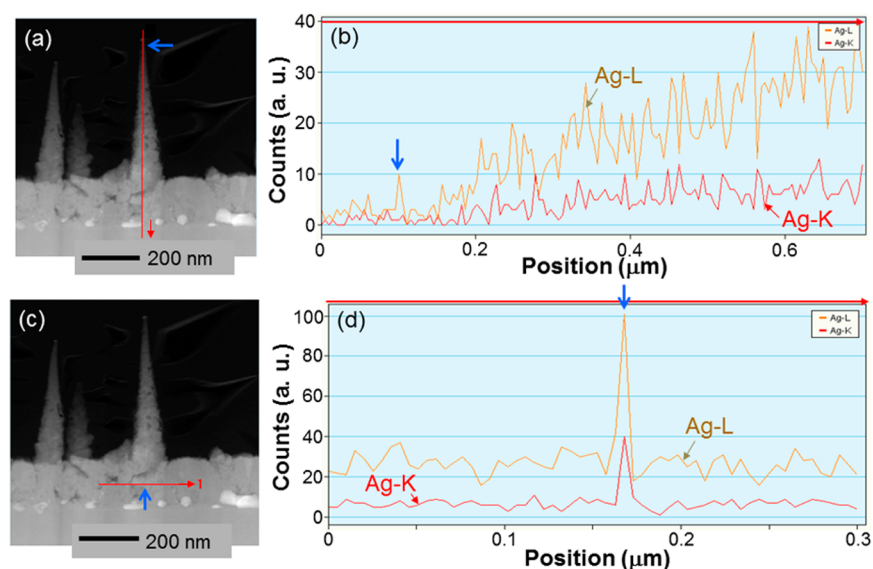 (a)
200 nm
(b)
Counts (a. u.)
40
30
20
10
0
Ag-L
Ag-K
Ag-L
Ag-K
0
0.2
0.4
0.6
Position (μm)
(c)
1
200 nm
(d)
Counts (a. u.)
100
80
60
40
20
0
Ag-L
Ag-K
Ag-L
Ag-K
0
0.1
0.2
0.3
Position (μm)